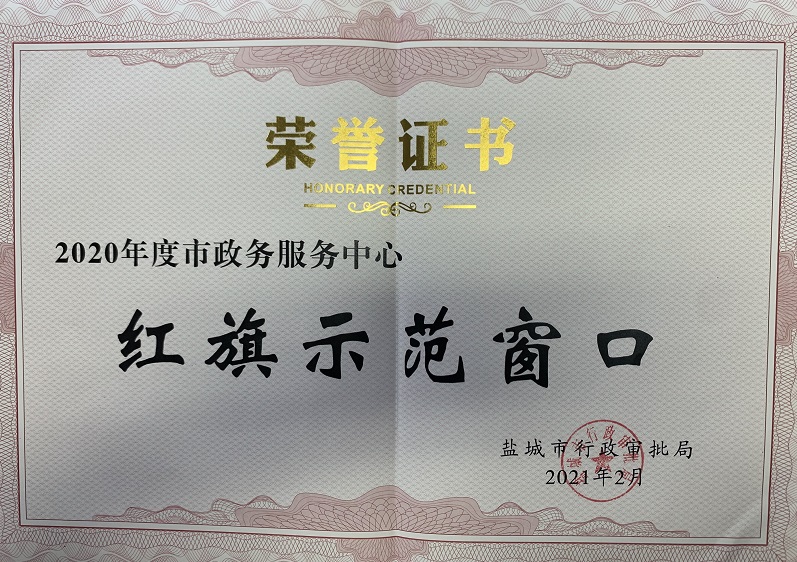 荣誉证书
HONORARY CREDENTIAL
2020年度市政务服务中心
红旗示范窗口
盐城市行政审批局
2021年2月